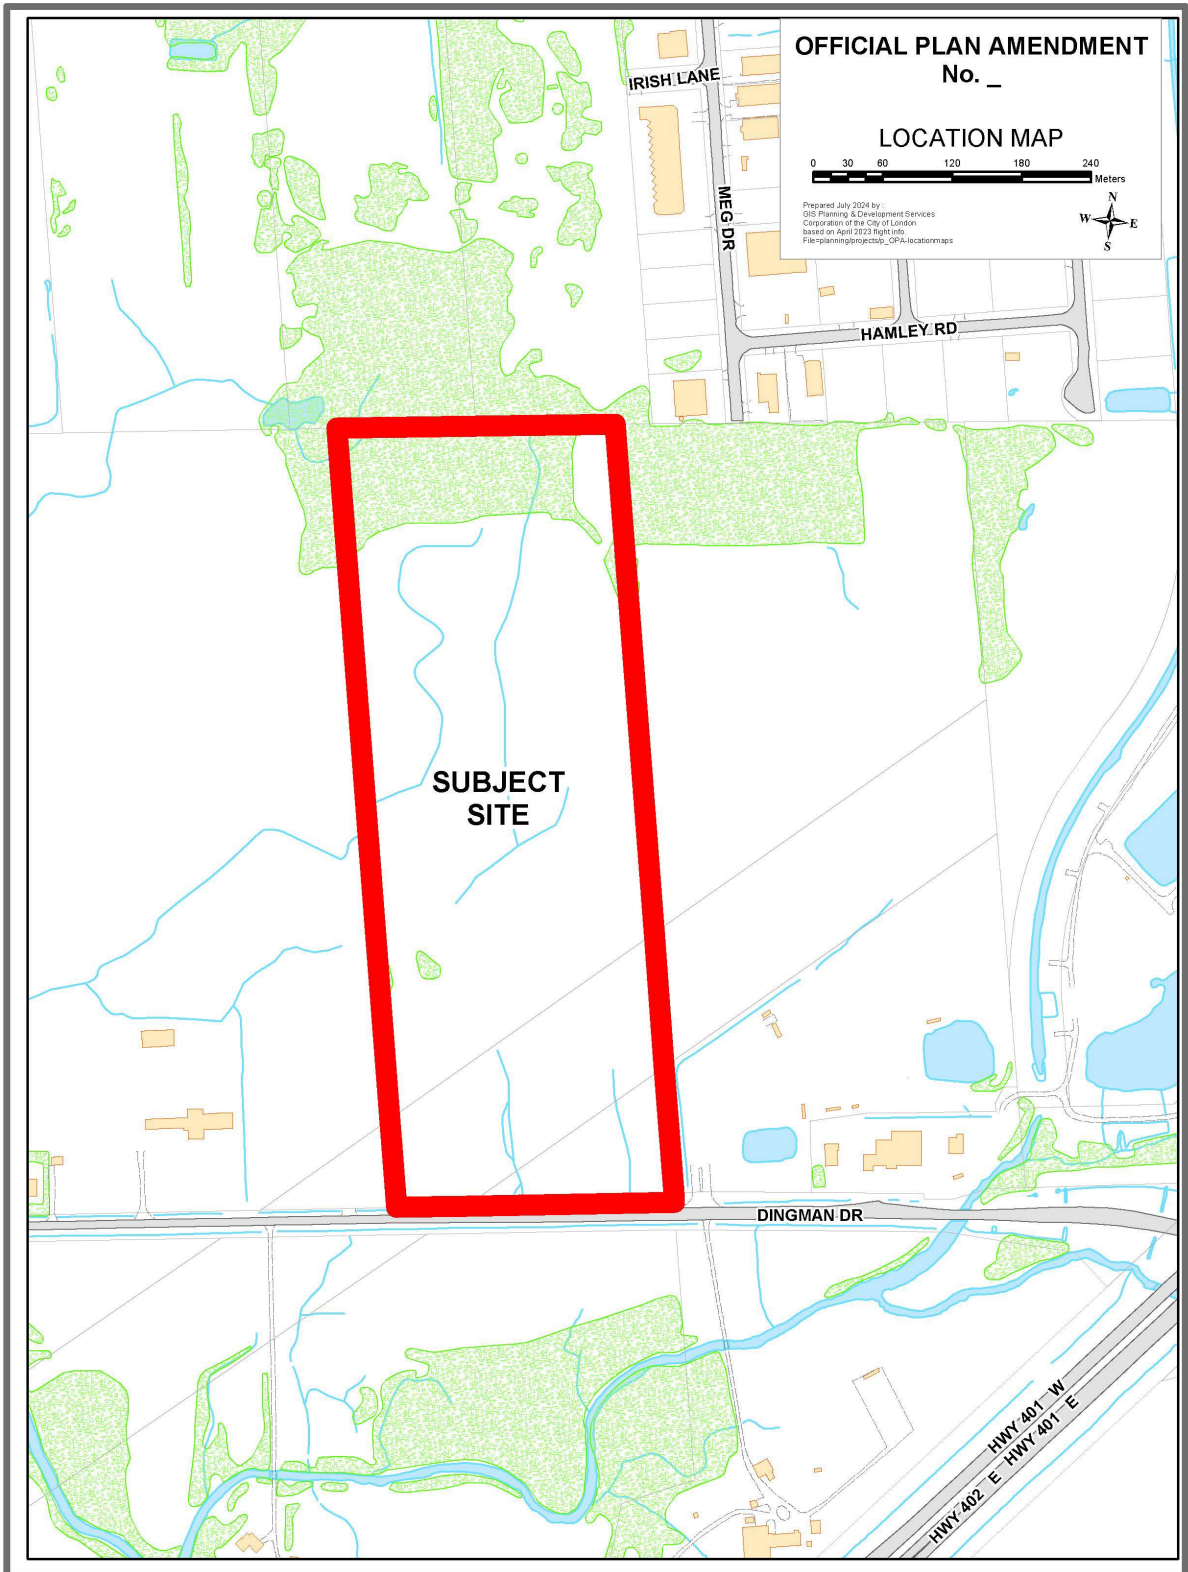 OFFICIAL PLAN AMENDMENT
No. _
LOCATION MAP
0 30 60 120 180 240
Meters
Prepared July 2024 by :
GIS Planning & Development Services
Corporation of the City of London
based on April 2023 flight info.
File=planning/projects/p_OPA-locationmaps
N
W E
S
IRISH LANE
MEG DR
HAMLEY RD
SUBJECT
SITE
DINGMAN DR
HWY 401 W
HWY 402 E HWY 401 E